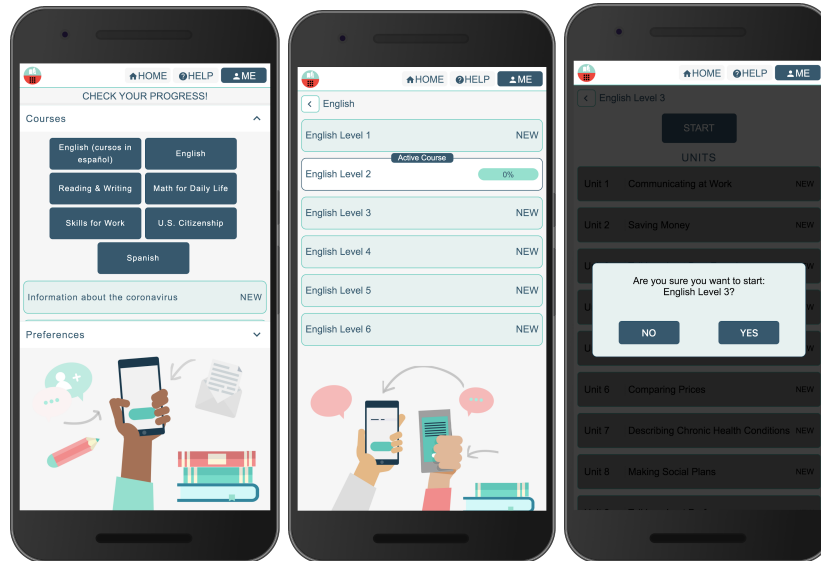 HOME HELP ME
CHECK YOUR PROGRESS!
Courses
English (cursos in
español)
English
Reading & Writing
Math for Daily Life
Skills for Work
U.S. Citizenship
Spanish
Information about the coronavirus NEW
Preferences
HOME HELP ME
English
English Level 1 NEW
Active Course
English Level 2 0%
English Level 3 NEW
English Level 4 NEW
English Level 5 NEW
English Level 6 NEW
HOME HELP ME
English Level 3
START
UNITS
Unit 1 Communicating at Work NEW
Unit 2 Saving Money NEW
Are you sure you want to start:
English Level 3?
NO YES
Unit 6 Comparing Prices NEW
Unit 7 Describing Chronic Health Conditions NEW
Unit 8 Making Social Plans NEW